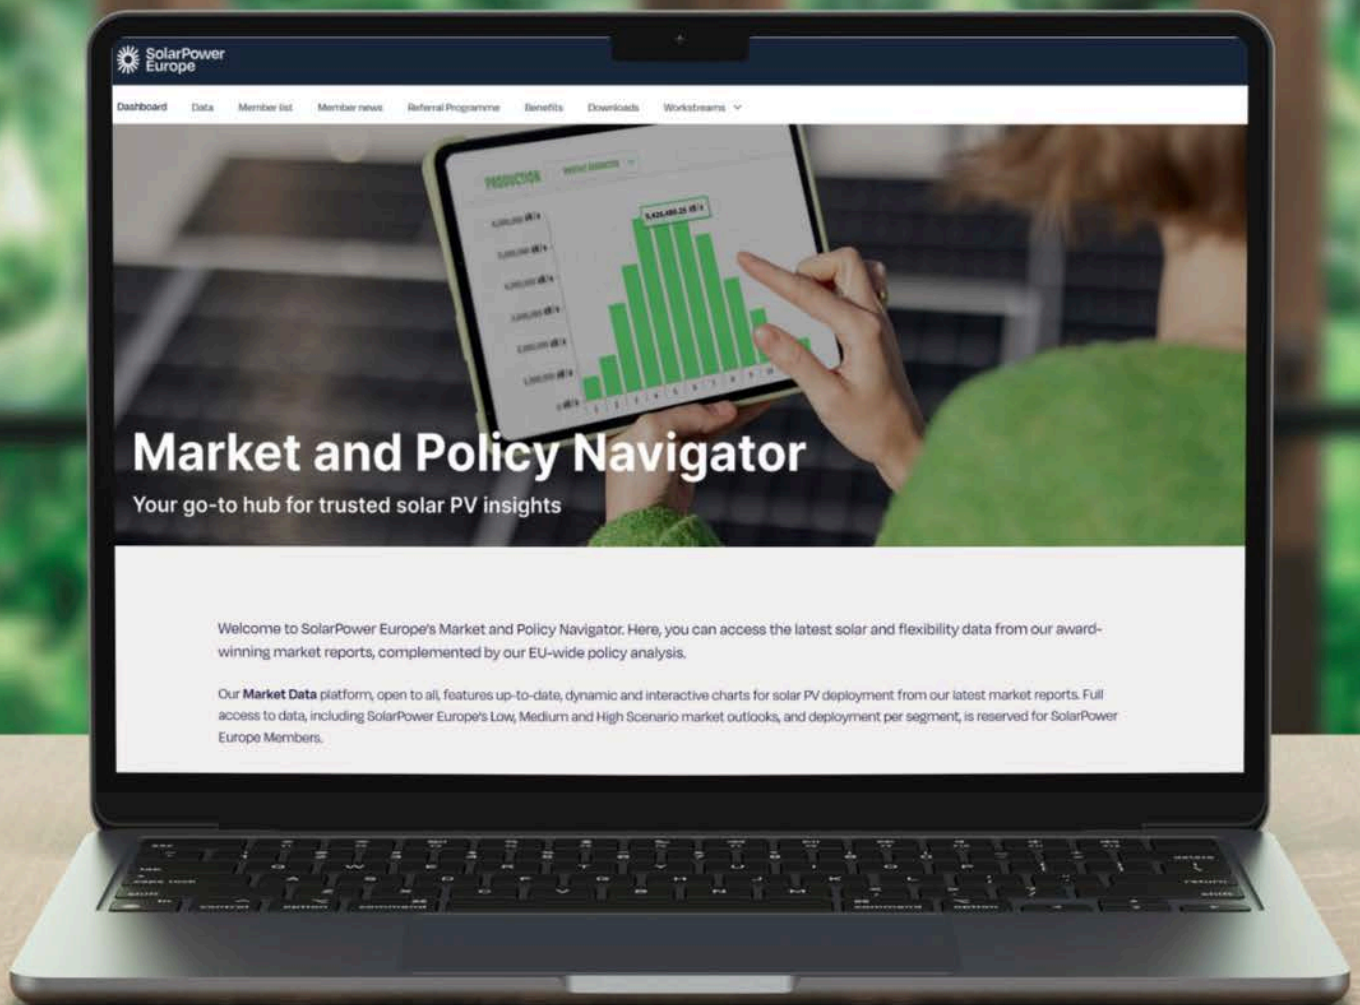 SolarPower
Europe
Dashboard Data Member list Member news Referral Programme Benefits Downloads Workstreams
PRODUCTION
Market and Policy Navigator
Your go-to hub for trusted solar PV insights
Welcome to SolarPower Europe's Market and Policy Navigator. Here, you can access the latest solar and flexibility data from our award-
winning market reports, complemented by our EU-wide policy analysis.
Our Market Data platform, open to all, features up-to-date, dynamic and interactive charts for solar PV deployment from our latest market reports. Full
access to data, including SolarPower Europe's Low, Medium and High Scenario market outlooks, and deployment per segment, is reserved for SolarPower
Europe Members.